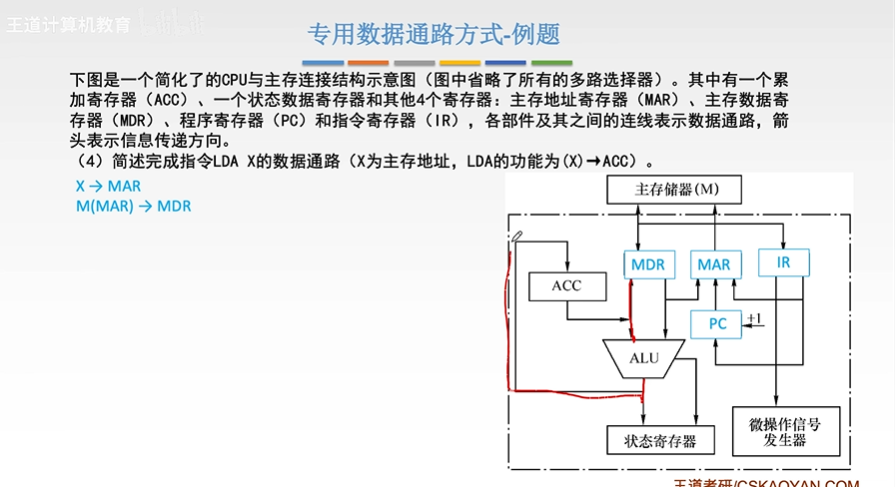 王道计算机教育
专用数据通路方式-例题
下图是一个简化了的CPU与主存连接结构示意图（图中省略了所有的多路选择器）。其中有一个累
加寄存器（ACC）、一个状态数据寄存器和其他4个寄存器：主存地址寄存器（MAR）、主存数据寄
存器（MDR）、程序寄存器（PC）和指令寄存器（IR），各部件及其之间的连线表示数据通路，箭
头表示信息传递方向。
（4）简述完成指令LDA X的数据通路（X为主存地址，LDA的功能为(X)→ACC）。
X → MAR
M(MAR) → MDR
主存储器(M)
MDR
MAR
IR
ACC
PC
+1
ALU
状态寄存器
微操作信号
发生器
王道考研/CSKAOYAN.COM